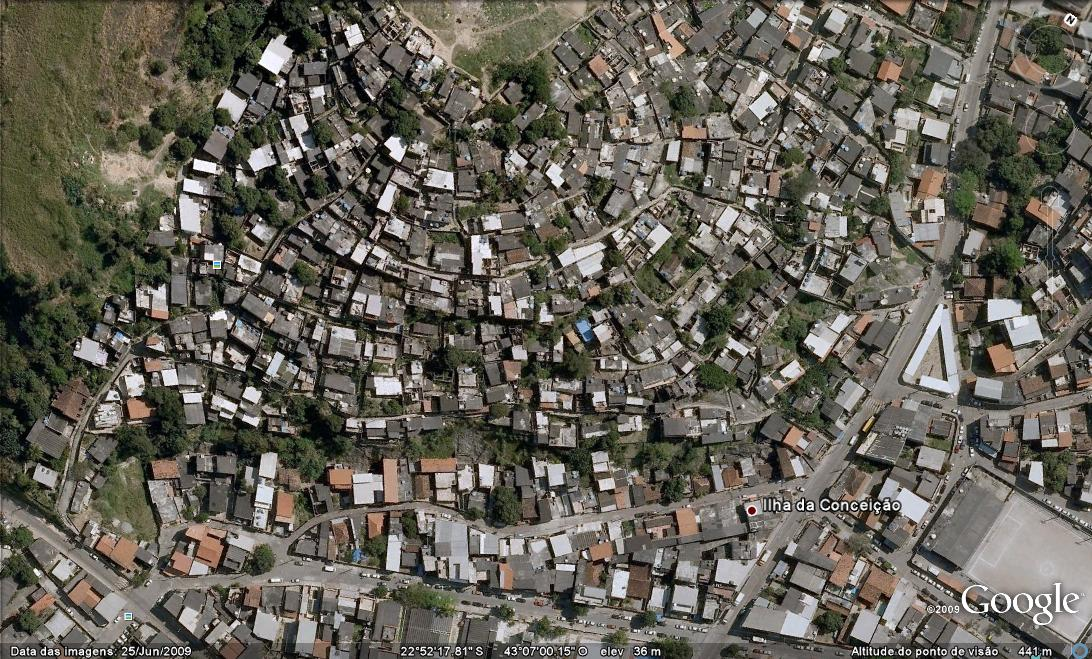 N
Ilha da Conceição
©2009 Google™
Data das imagens: 25/Jun/2009
22°52'17.81" S 43°07'00.15" O elev 36 m
Altitude do ponto de visão 441 m